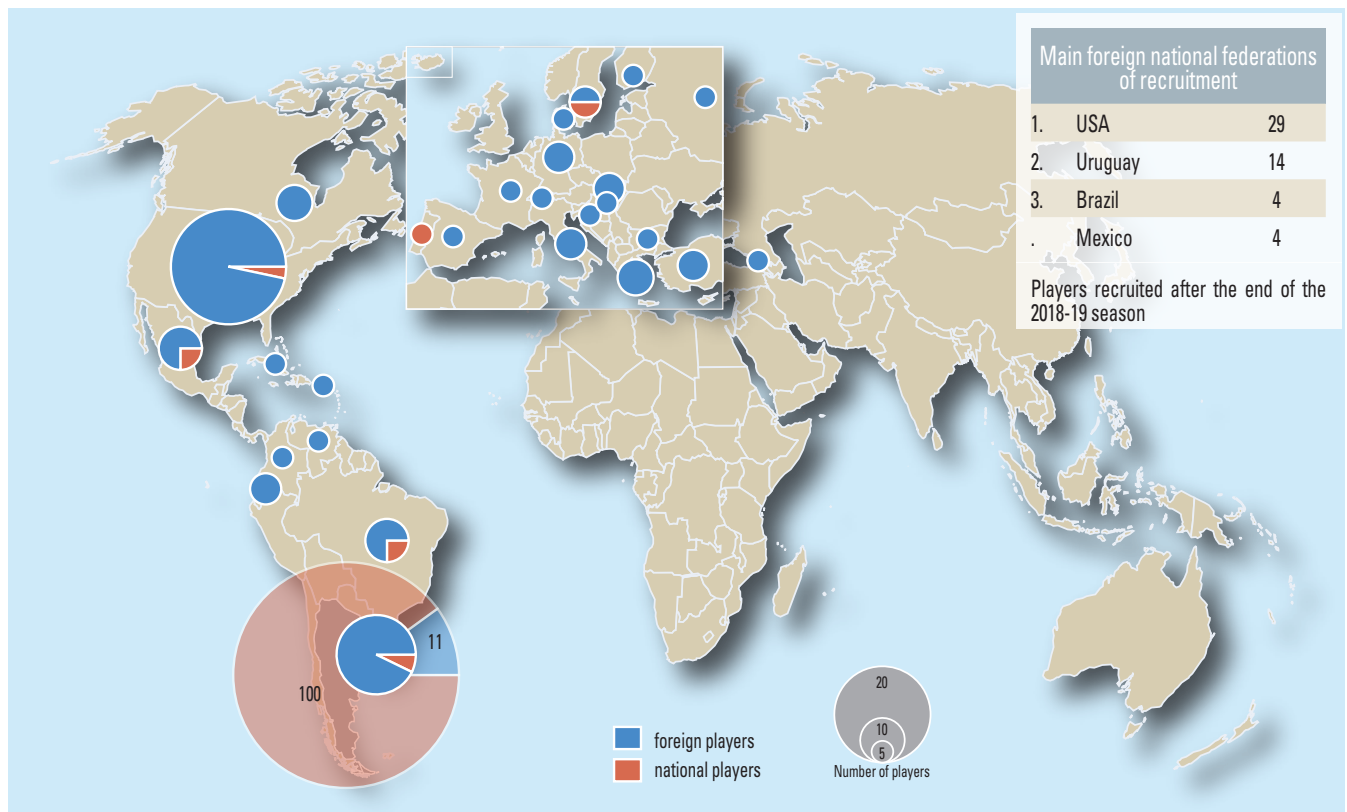 Main foreign national federations
of recruitment
1. USA 29
2. Uruguay 14
3. Brazil 4
. Mexico 4
Players recruited after the end of the
2018-19 season
11
100
foreign players
national players
20
10
5
Number of players